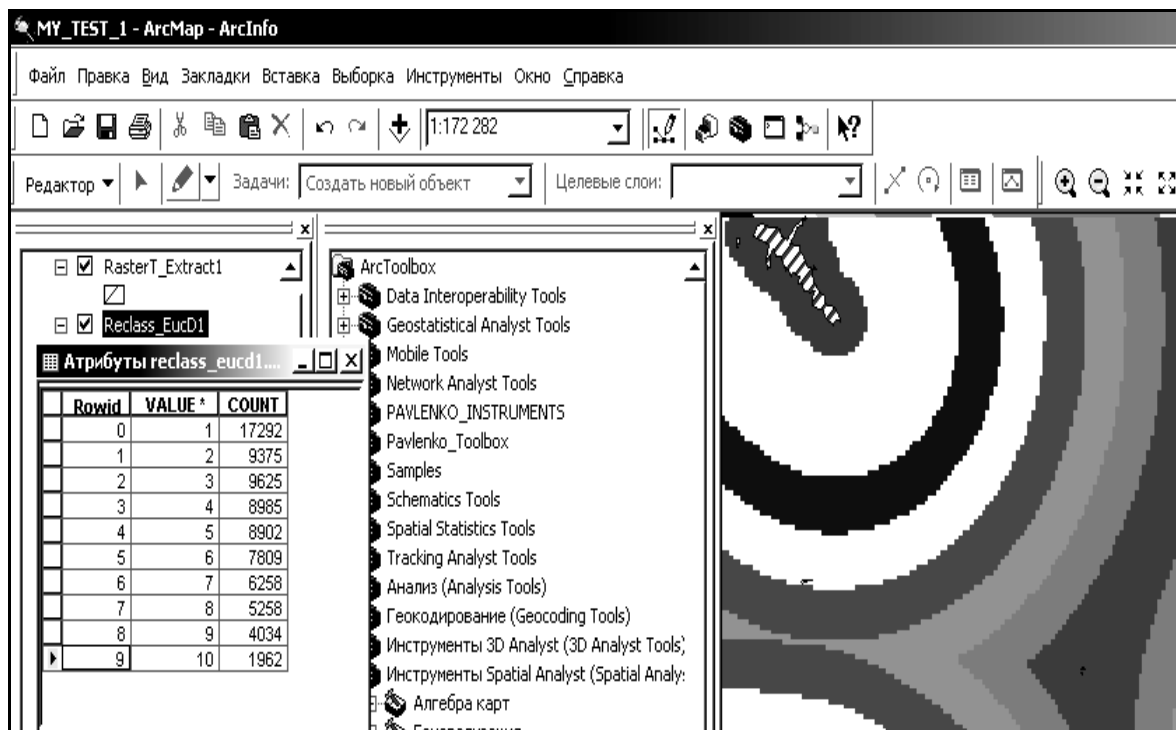 MY_TEST_1 - ArcMap - ArcInfo
Файл Правка Вид Закладки Вставка Выборка Инструменты Окно Справка
1:172 282
Редактор Задачи: Создать новый объект Целевые слои:
RasterT_Extract1
Reclass_EucD1
Атрибуты reclass_eucd1....
Rowid VALUE * COUNT
0 1 17292
1 2 9375
2 3 9625
3 4 8985
4 5 8902
5 6 7809
6 7 6258
7 8 5258
8 9 4034
9 10 1962
ArcToolbox
Data Interoperability Tools
Geostatistical Analyst Tools
Mobile Tools
Network Analyst Tools
PAVLENKO_INSTRUMENTS
Pavlenko_Toolbox
Samples
Schematics Tools
Spatial Statistics Tools
Tracking Analyst Tools
Анализ (Analysis Tools)
Геокодирование (Geocoding Tools)
Инструменты 3D Analyst (3D Analyst Tools)
Инструменты Spatial Analyst (Spatial Analy
Алгебра карт